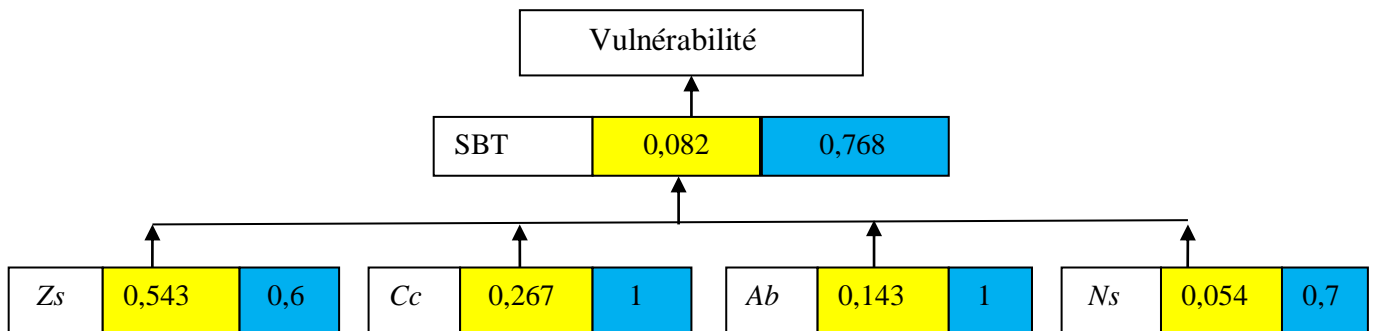 Vulnérabilité
SBT 0,082 0,768
Zs 0,543 0,6 Cc 0,267 1 Ab 0,143 1 Ns 0,054 0,7